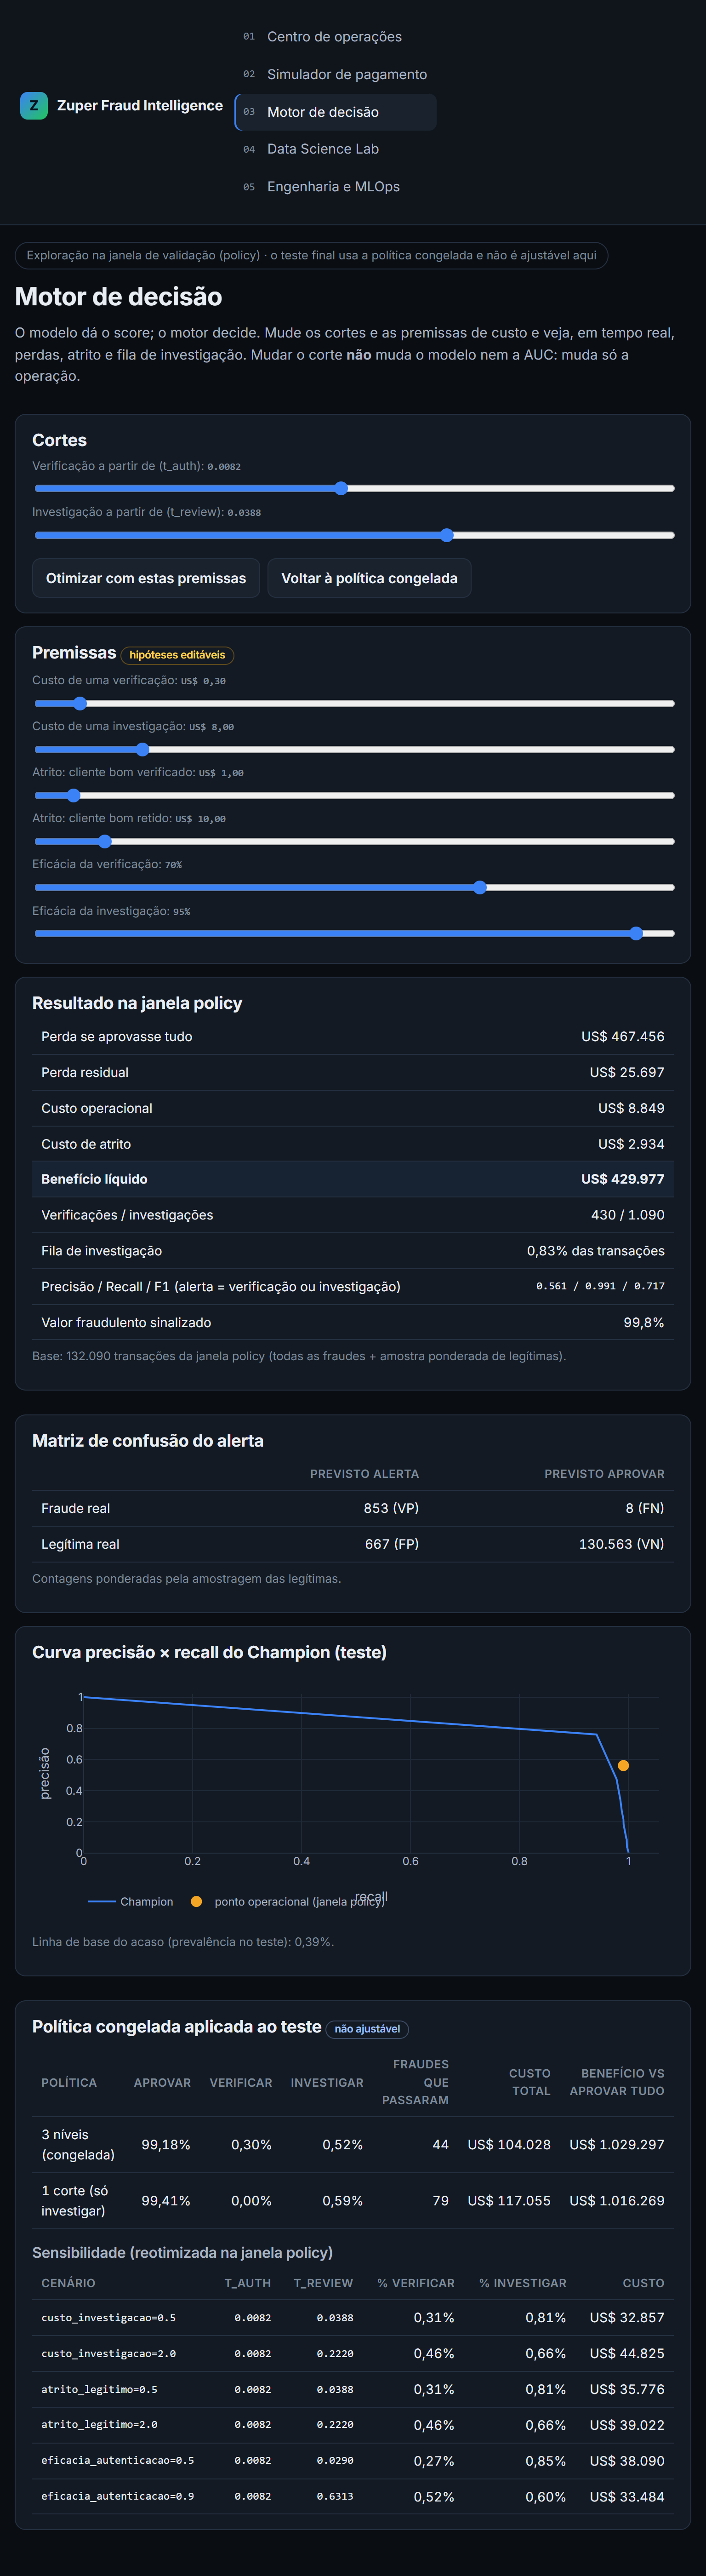 01 Centro de operações
02 Simulador de pagamento
Z Zuper Fraud Intelligence
03 Motor de decisão
04 Data Science Lab
05 Engenharia e MLOps
Exploração na janela de validação (policy) · o teste final usa a política congelada e não é ajustável aqui
Motor de decisão
O modelo dá o score; o motor decide. Mude os cortes e as premissas de custo e veja, em tempo real,
perdas, atrito e fila de investigação. Mudar o corte não muda o modelo nem a AUC: muda só a
operação.
Cortes
Verificação a partir de (t_auth): 0.0082
Investigação a partir de (t_review): 0.0388
Otimizar com estas premissas Voltar à política congelada
Premissas hipóteses editáveis
Custo de uma verificação: US$ 0,30
Custo de uma investigação: US$ 8,00
Atrito: cliente bom verificado: US$ 1,00
Atrito: cliente bom retido: US$ 10,00
Eficácia da verificação: 70%
Eficácia da investigação: 95%
Resultado na janela policy
Perda se aprovasse tudo US$ 467.456
Perda residual US$ 25.697
Custo operacional US$ 8.849
Custo de atrito US$ 2.934
Benefício líquido US$ 429.977
Verificações / investigações 430 / 1.090
Fila de investigação 0,83% das transações
Precisão / Recall / F1 (alerta = verificação ou investigação) 0.561 / 0.991 / 0.717
Valor fraudulento sinalizado 99,8%
Base: 132.090 transações da janela policy (todas as fraudes + amostra ponderada de legítimas).
Matriz de confusão do alerta
PREVISTO ALERTA PREVISTO APROVAR
Fraude real 853 (VP) 8 (FN)
Legítima real 667 (FP) 130.563 (VN)
Contagens ponderadas pela amostragem das legítimas.
Curva precisão × recall do Champion (teste)
1
0.8
0.6
precisão
0.4
0.2
0
0 0.2 0.4 0.6 0.8 1
recall
Champion ponto operacional (janela policy)
Linha de base do acaso (prevalência no teste): 0,39%.
Política congelada aplicada ao teste não ajustável
POLÍTICA APROVAR VERIFICAR INVESTIGAR FRAUDES QUE PASSARAM CUSTO TOTAL BENEFÍCIO VS APROVAR TUDO
3 níveis (congelada) 99,18% 0,30% 0,52% 44 US$ 104.028 US$ 1.029.297
1 corte (só investigar) 99,41% 0,00% 0,59% 79 US$ 117.055 US$ 1.016.269
Sensibilidade (reotimizada na janela policy)
CENÁRIO T_AUTH T_REVIEW % VERIFICAR % INVESTIGAR CUSTO
custo_investigacao=0.5 0.0082 0.0388 0,31% 0,81% US$ 32.857
custo_investigacao=2.0 0.0082 0.2220 0,46% 0,66% US$ 44.825
atrito_legitimo=0.5 0.0082 0.0388 0,31% 0,81% US$ 35.776
atrito_legitimo=2.0 0.0082 0.2220 0,46% 0,66% US$ 39.022
eficacia_autenticacao=0.5 0.0082 0.0290 0,27% 0,85% US$ 38.090
eficacia_autenticacao=0.9 0.0082 0.6313 0,52% 0,60% US$ 33.484